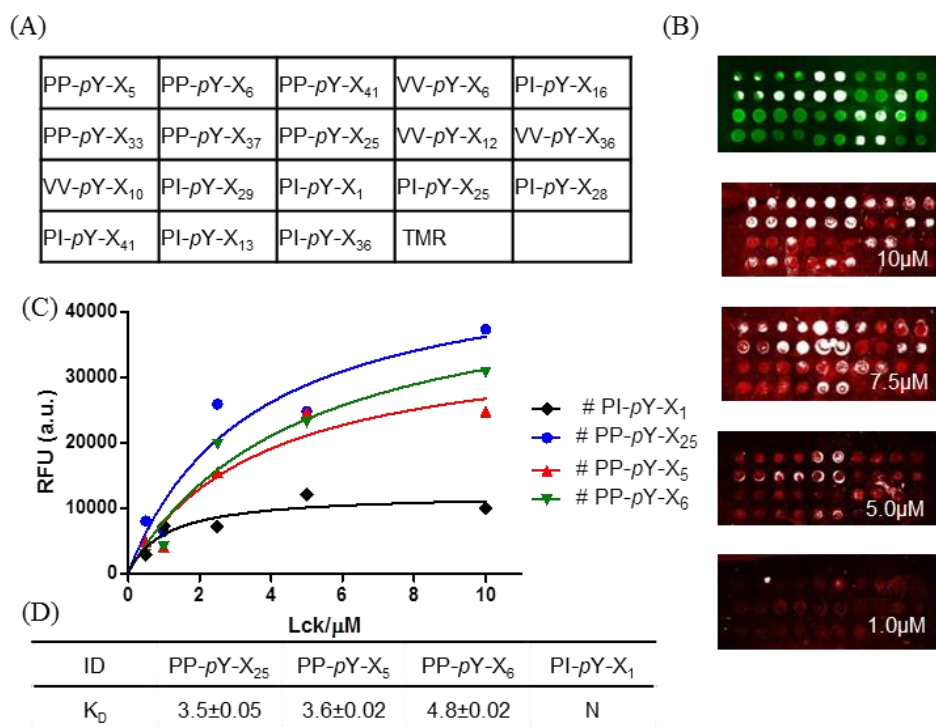 (A)
PP-pY-X₅ PP-pY-X₆ PP-pY-X₄₁ VV-pY-X₆ PI-pY-X₁₆
PP-pY-X₃₃ PP-pY-X₃₇ PP-pY-X₂₅ VV-pY-X₁₂ VV-pY-X₃₆
VV-pY-X₁₀ PI-pY-X₂₉ PI-pY-X₁ PI-pY-X₂₅ PI-pY-X₂₈
PI-pY-X₄₁ PI-pY-X₁₃ PI-pY-X₃₆ TMR
(B)
10μM
7.5μM
5.0μM
1.0μM
(C)
40000
30000
20000
10000
0
RFU (a.u.)
0 2 4 6 8 10
Lck/μM
# PI-pY-X₁
# PP-pY-X₂₅
# PP-pY-X₅
# PP-pY-X₆
(D)
ID PP-pY-X₂₅ PP-pY-X₅ PP-pY-X₆ PI-pY-X₁
K_D 3.5±0.05 3.6±0.02 4.8±0.02 N